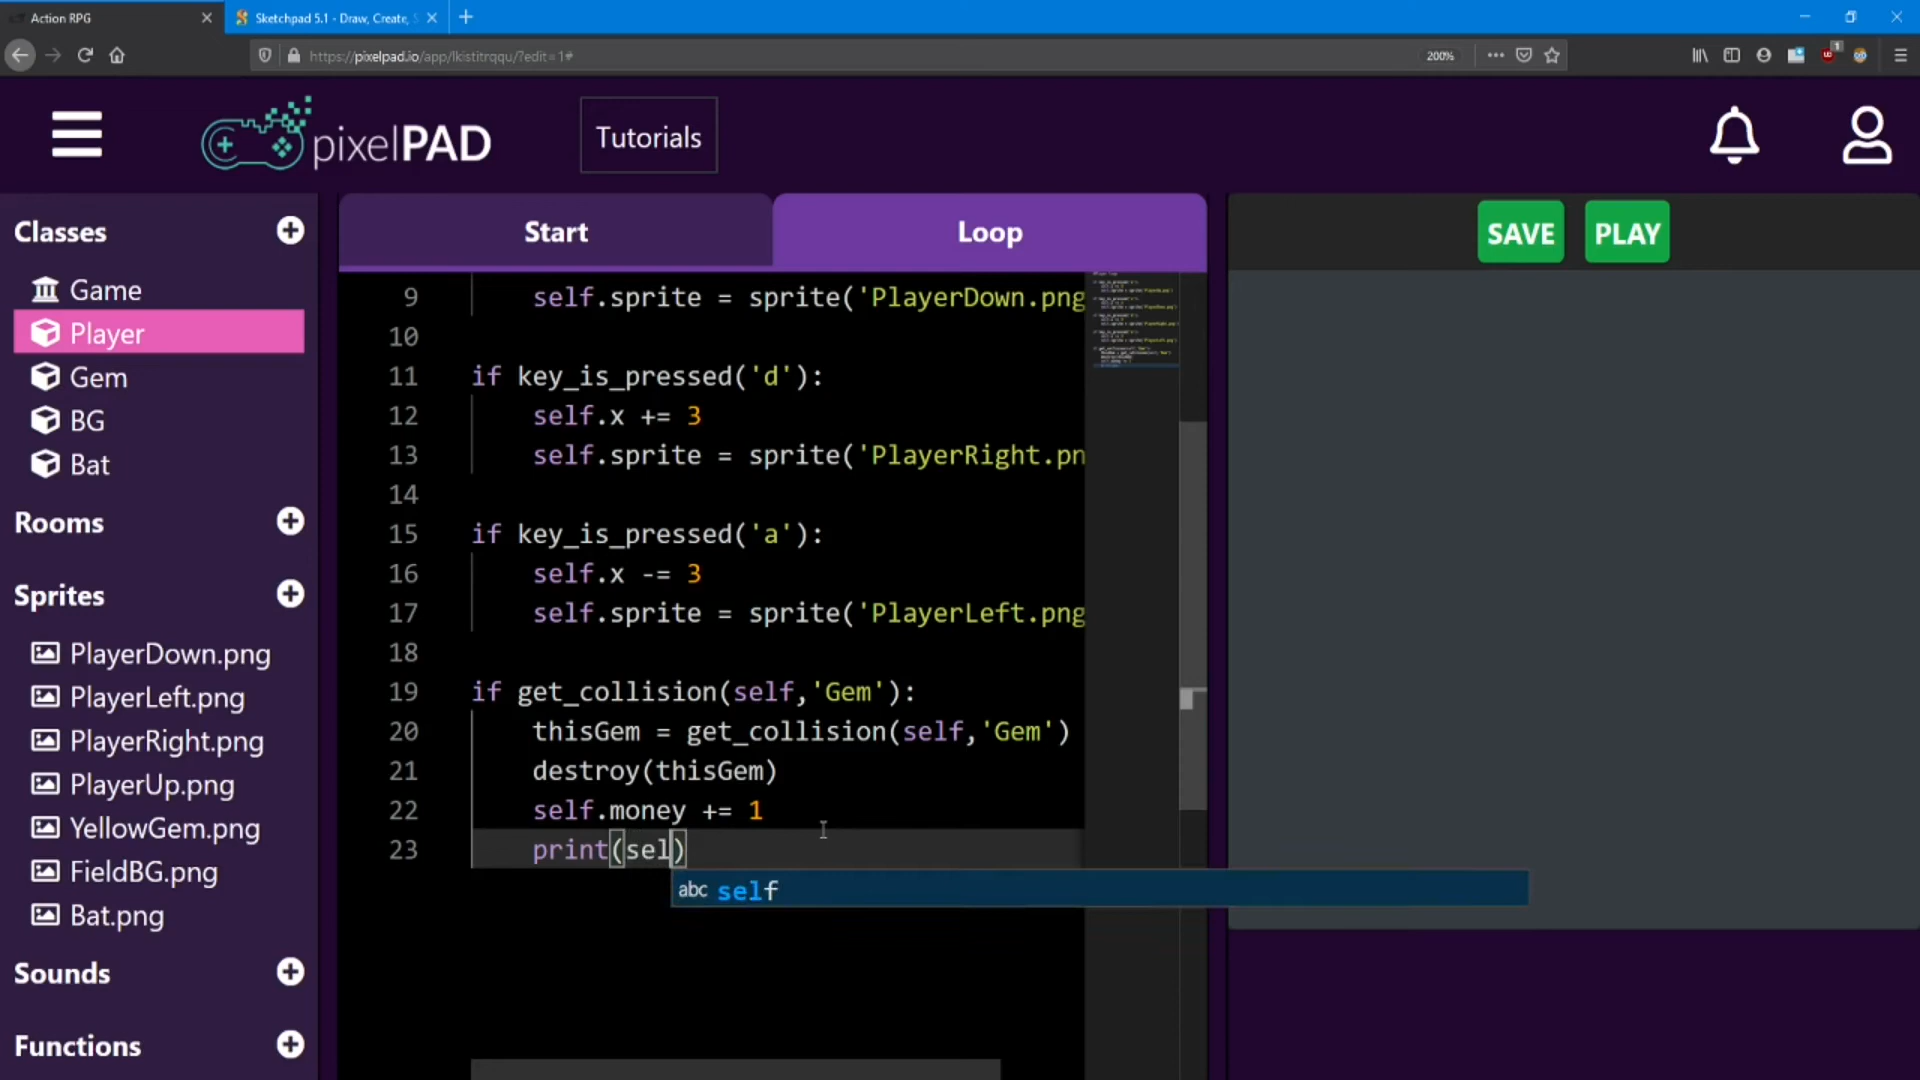 Action RPG
Sketchpad 5.1 - Draw, Create, S
https://pixelpad.io/app/lkistitrqqu/?edit=1#
200%
1
pixelPAD
Tutorials
Classes
Game
Player
Gem
BG
Bat
Rooms
Sprites
PlayerDown.png
PlayerLeft.png
PlayerRight.png
PlayerUp.png
YellowGem.png
FieldBG.png
Bat.png
Sounds
Functions
Start
Loop
9 self.sprite = sprite('PlayerDown.png
10
11 if key_is_pressed('d'):
12 self.x += 3
13 self.sprite = sprite('PlayerRight.pn
14
15 if key_is_pressed('a'):
16 self.x -= 3
17 self.sprite = sprite('PlayerLeft.png
18
19 if get_collision(self,'Gem'):
20 thisGem = get_collision(self,'Gem')
21 destroy(thisGem)
22 self.money += 1
23 print(sel)
abc self
SAVE
PLAY